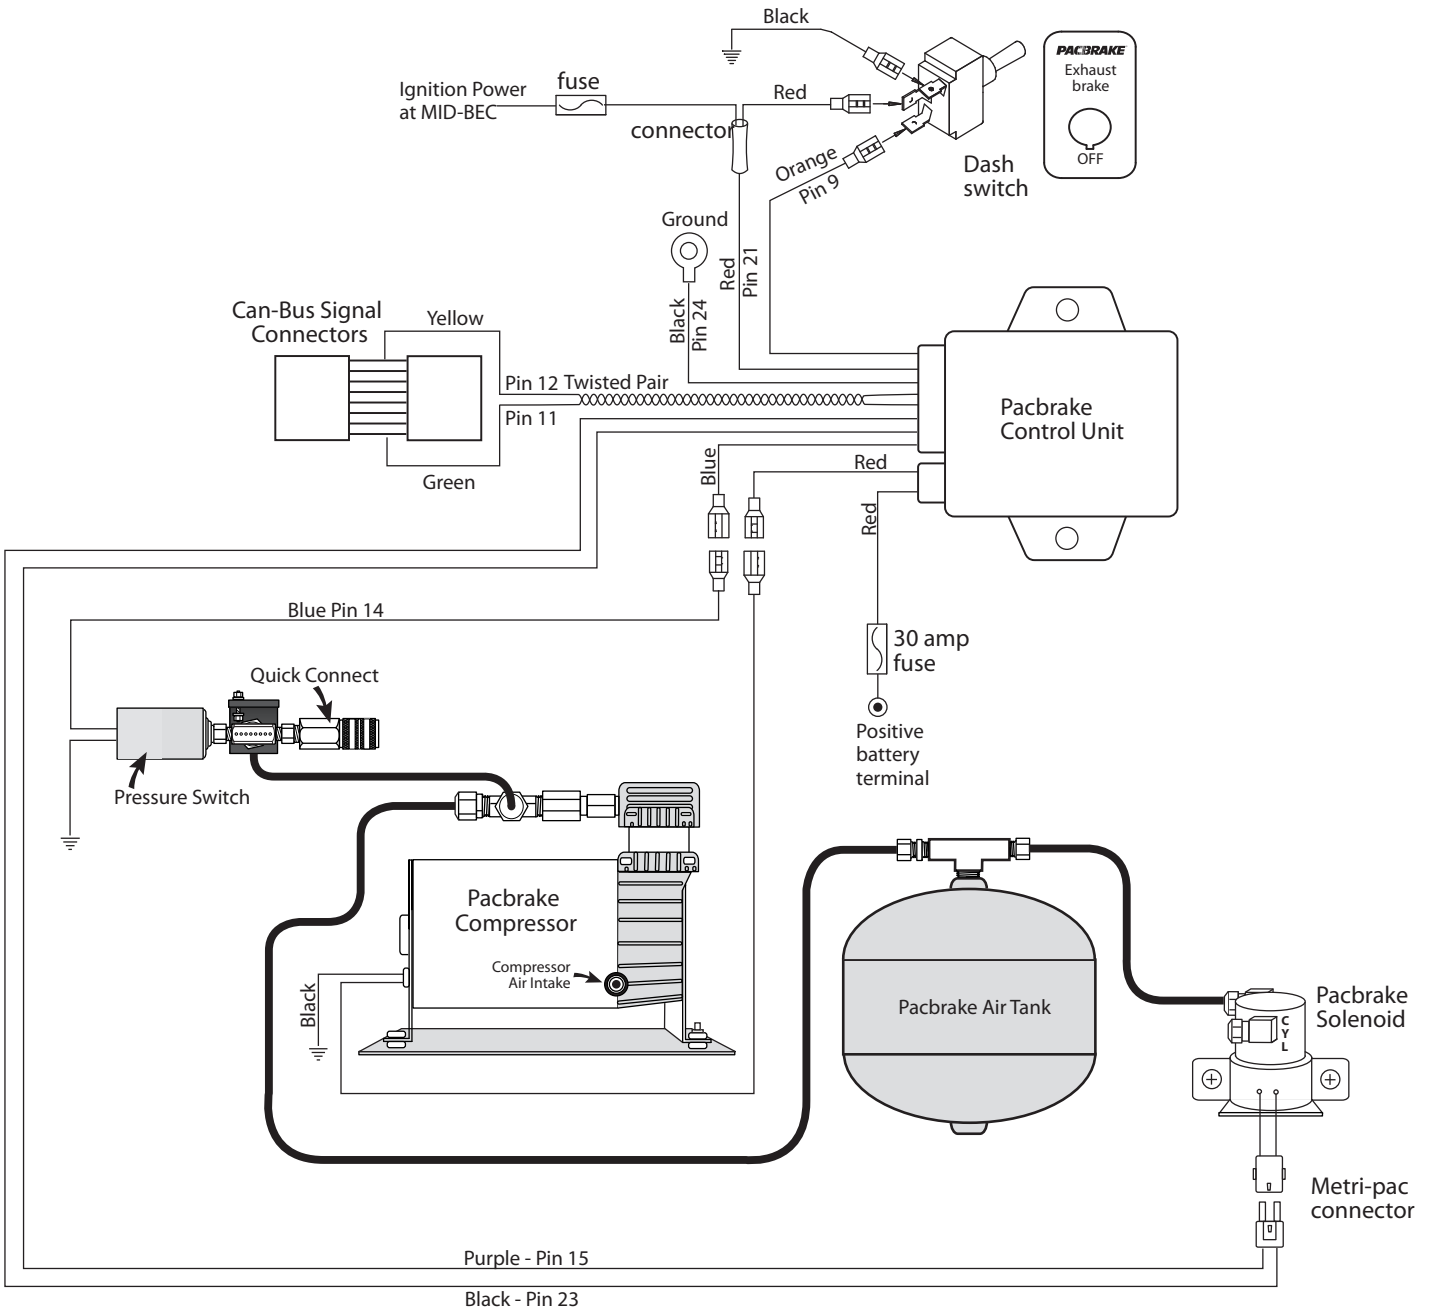 Black
PACBRAKE
Exhaust
brake
OFF
Ignition Power
at MID-BEC
fuse
Red
connector
Orange
Pin 9
Dash
switch
Ground
Red
Pin 21
Black
Pin 24
Can-Bus Signal
Connectors
Yellow
Pin 12 Twisted Pair
Pin 11
Green
Pacbrake
Control Unit
Blue
Red
Red
30 amp
fuse
Positive
battery
terminal
Blue Pin 14
Quick Connect
Pressure Switch
Pacbrake
Compressor
Compressor
Air Intake
Black
Pacbrake Air Tank
Pacbrake
Solenoid
C
Y
L
Metri-pac
connector
Purple - Pin 15
Black - Pin 23